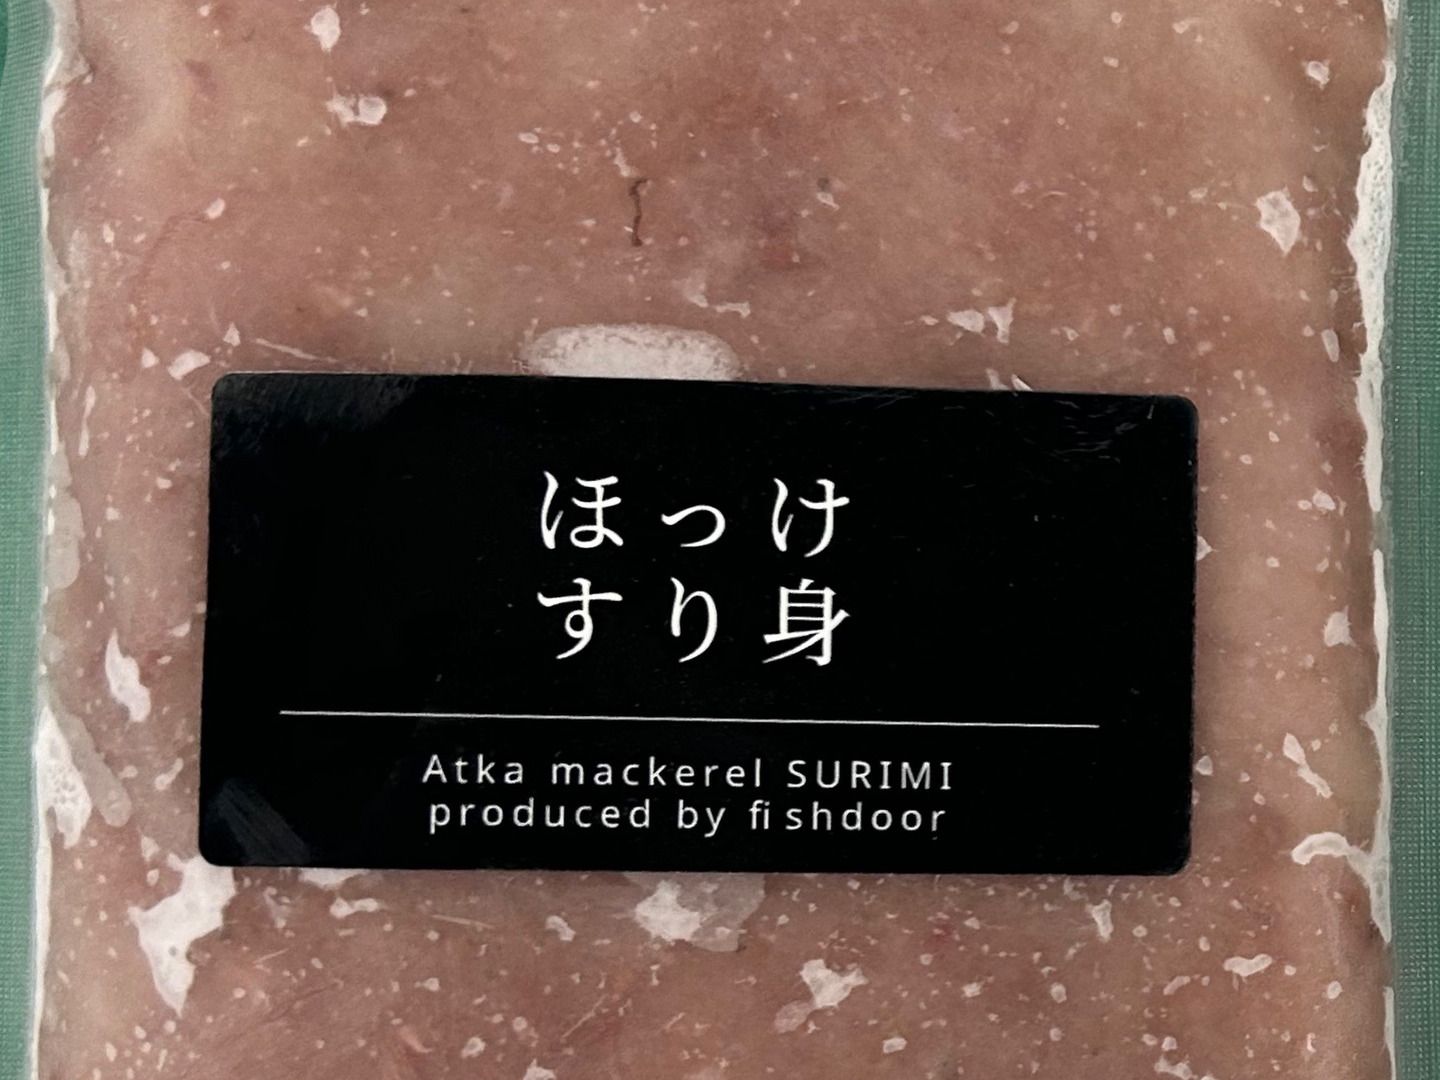 ほっけ
すり身
Atka mackerel SURIMI
produced by fishdoor